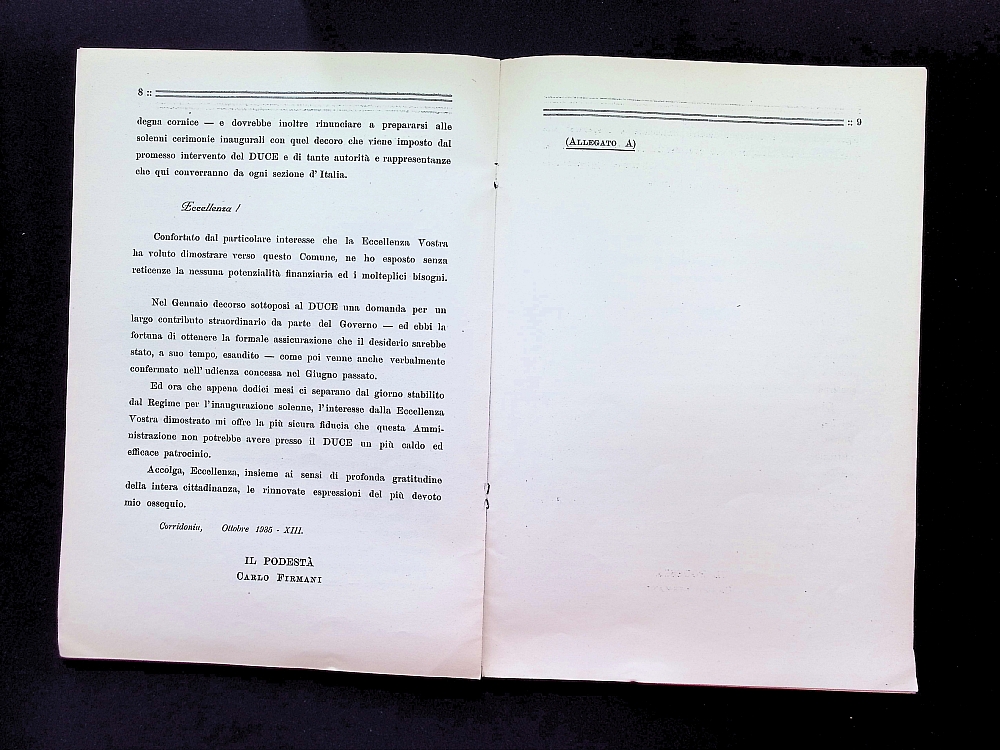 8 ::
degna cornice — e dovrebbe inoltre rinunciare a prepararsi alle
solenni cerimonie inaugurali con quel decoro che viene imposto dal
promesso intervento del DUCE e di tante autorità e rappresentanze
che qui converranno da ogni sezione d' Italia.
Eccellenza !
Confortato dal particolare interesse che la Eccellenza Vostra
ha voluto dimostrare verso questo Comune, ne ho esposto senza
reticenze la nessuna potenzialità finanziaria ed i molteplici bisogni.
Nel Gennaio decorso sottoposi al DUCE una domanda per un
largo contributo straordinario da parte del Governo — ed ebbi la
fortuna di ottenere la formale assicurazione che il desiderio sarebbe
stato, a suo tempo, esaudito — come poi venne anche verbalmente
confermato nell' udienza concessa nel Giugno passato.
Ed ora che appena dodici mesi ci separano dal giorno stabilito
dal Regime per l'inaugurazione solenne, l'interesse dalla Eccellenza
Vostra dimostrato mi offre la più sicura fiducia che questa Ammi-
nistrazione non potrebbe avere presso il DUCE un più caldo ed
efficace patrocinio.
Accolga, Eccellenza, insieme ai sensi di profonda gratitudine
della intera cittadinanza, le rinnovate espressioni del più devoto
mio ossequio.
Corridonia, Ottobre 1935 - XIII.
IL PODESTÀ
CARLO FIRMANI
:: 9
(ALLEGATO A)